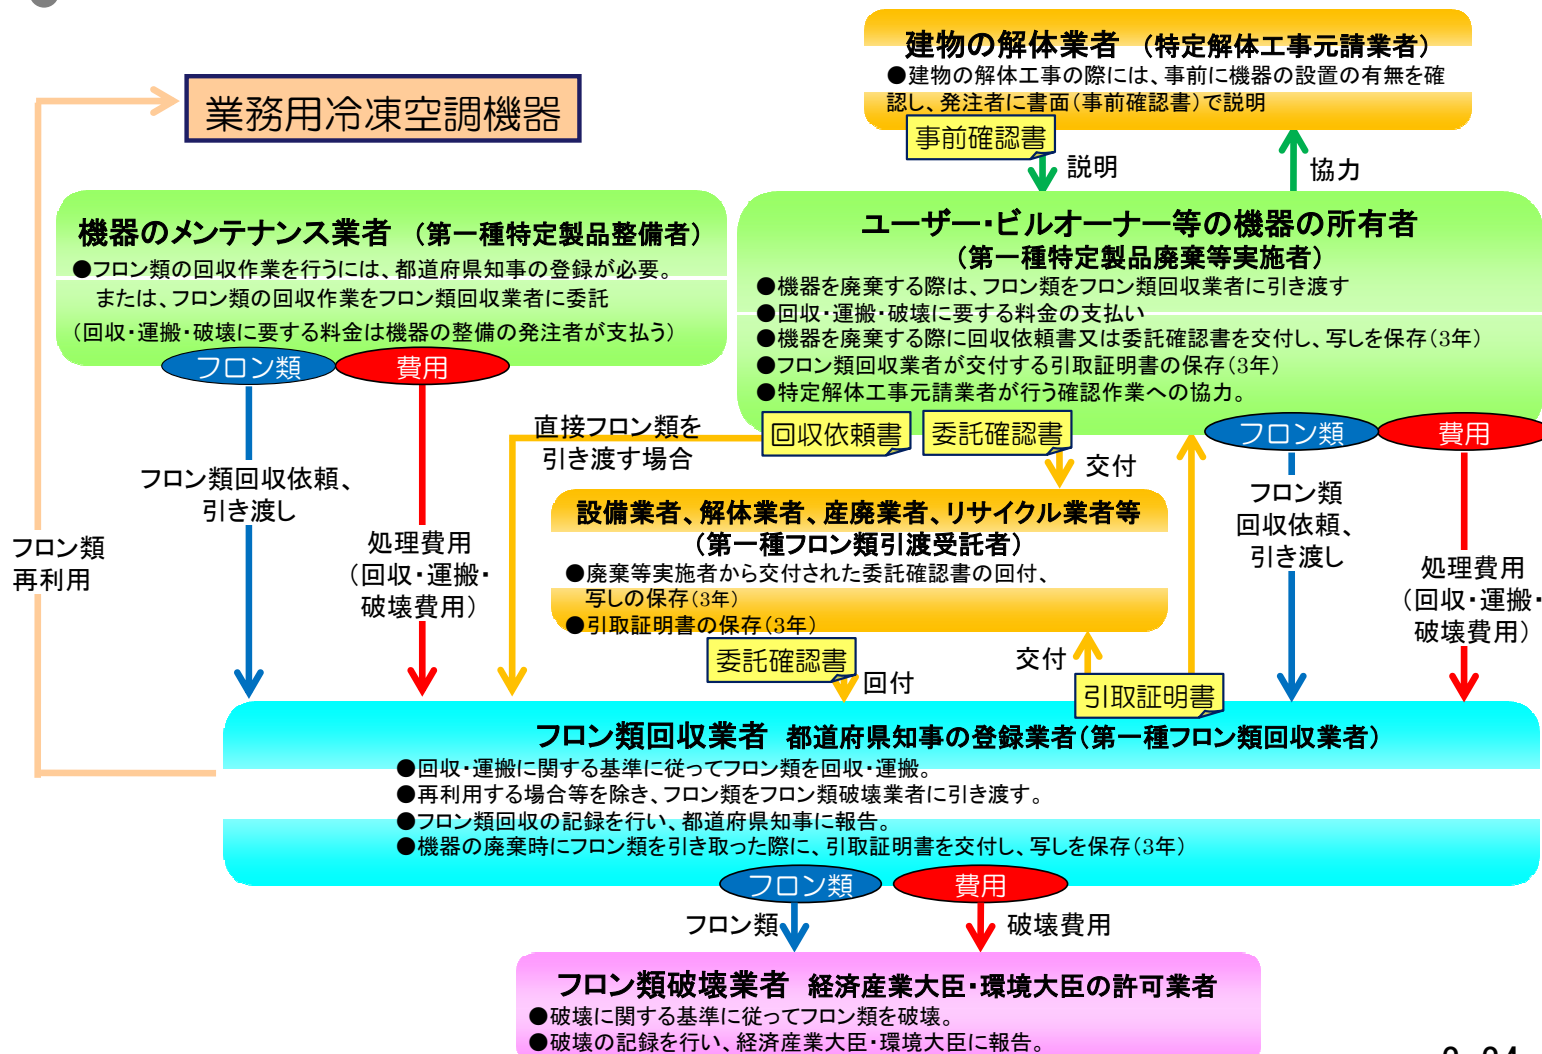 建物の解体業者 （特定解体工事元請業者）
●建物の解体工事の際には、事前に機器の設置の有無を確
認し、発注者に書面（事前確認書）で説明
業務用冷凍空調機器
事前確認書
説明
協力
機器のメンテナンス業者 （第一種特定製品整備者）
●フロン類の回収作業を行うには、都道府県知事の登録が必要。
または、フロン類の回収作業をフロン類回収業者に委託
（回収・運搬・破壊に要する料金は機器の整備の発注者が支払う）
フロン類
費用
ユーザー・ビルオーナー等の機器の所有者
（第一種特定製品廃棄等実施者）
●機器を廃棄する際は、フロン類をフロン類回収業者に引き渡す
●回収・運搬・破壊に要する料金の支払い
●機器を廃棄する際に回収依頼書又は委託確認書を交付し、写しを保存（3年）
●フロン類回収業者が交付する引取証明書の保存（3年）
●特定解体工事元請業者が行う確認作業への協力。
回収依頼書
委託確認書
フロン類
費用
直接フロン類を
引き渡す場合
交付
フロン類回収依頼、
引き渡し
処理費用
（回収・運搬・
破壊費用）
設備業者、解体業者、産廃業者、リサイクル業者等
（第一種フロン類引渡受託者）
●廃棄等実施者から交付された委託確認書の回付、
写しの保存（3年）
●引取証明書の保存（3年）
フロン類
回収依頼、
引き渡し
処理費用
（回収・運搬・
破壊費用）
フロン類
再利用
委託確認書
回付
交付
引取証明書
フロン類回収業者 都道府県知事の登録業者（第一種フロン類回収業者）
●回収・運搬に関する基準に従ってフロン類を回収・運搬。
●再利用する場合等を除き、フロン類をフロン類破壊業者に引き渡す。
●フロン類回収の記録を行い、都道府県知事に報告。
●機器の廃棄時にフロン類を引き取った際に、引取証明書を交付し、写しを保存（3年）
フロン類
費用
フロン類
破壊費用
フロン類破壊業者 経済産業大臣・環境大臣の許可業者
●破壊に関する基準に従ってフロン類を破壊。
●破壊の記録を行い、経済産業大臣・環境大臣に報告。